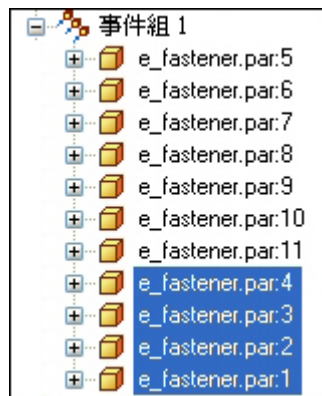 事件組 1
e_fastener.par:5
e_fastener.par:6
e_fastener.par:7
e_fastener.par:8
e_fastener.par:9
e_fastener.par:10
e_fastener.par:11
e_fastener.par:4
e_fastener.par:3
e_fastener.par:2
e_fastener.par:1